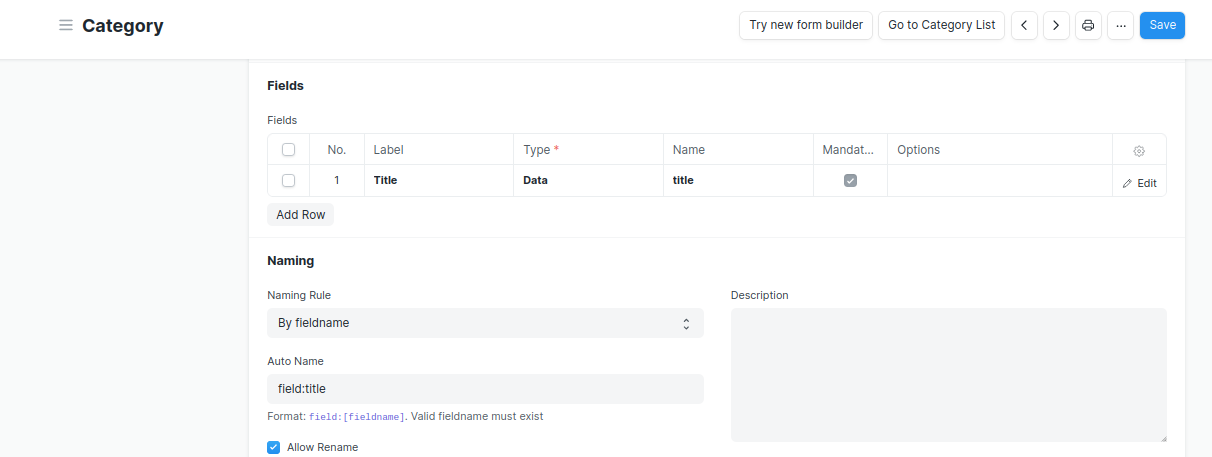 Category
Try new form builder
Go to Category List
...
Save
Fields
Fields
No. Label Type * Name Mandat... Options
1 Title Data title Edit
Add Row
Naming
Naming Rule
By fieldname
Auto Name
field:title
Format: field:[fieldname]. Valid fieldname must exist
Allow Rename
Description